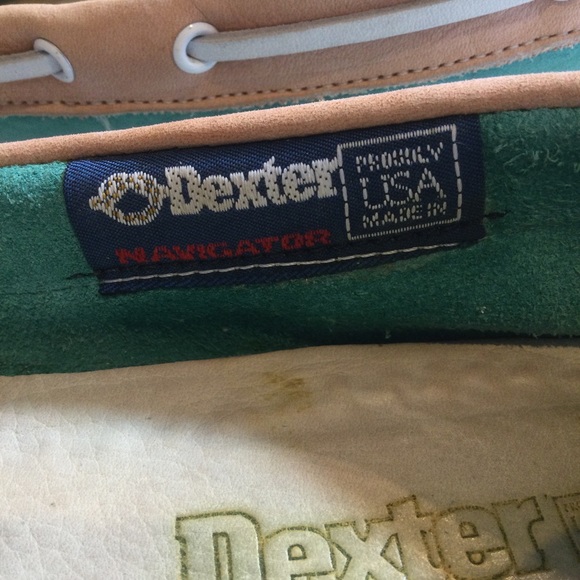 Dexter
NAVIGATOR
PROUDLY
USA
MADE IN
Dexter